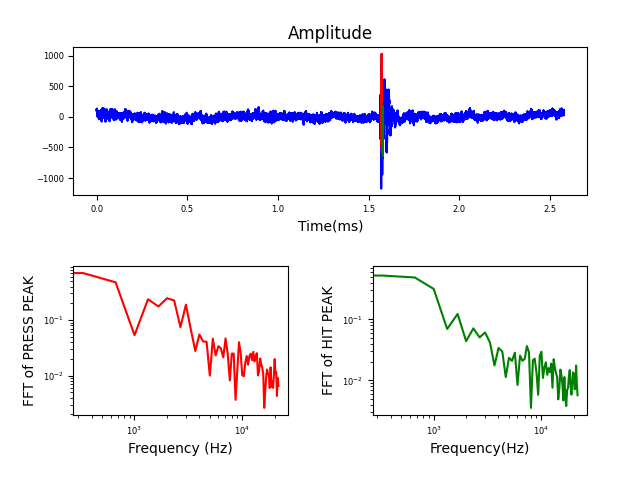 Amplitude
1000
500
0
−500
−1000
0.0 0.5 1.0 1.5 2.0 2.5
Time(ms)
FFT of PRESS PEAK
10⁻¹
10⁻²
10³ 10⁴
Frequency (Hz)
FFT of HIT PEAK
10⁻¹
10⁻²
10³ 10⁴
Frequency(Hz)